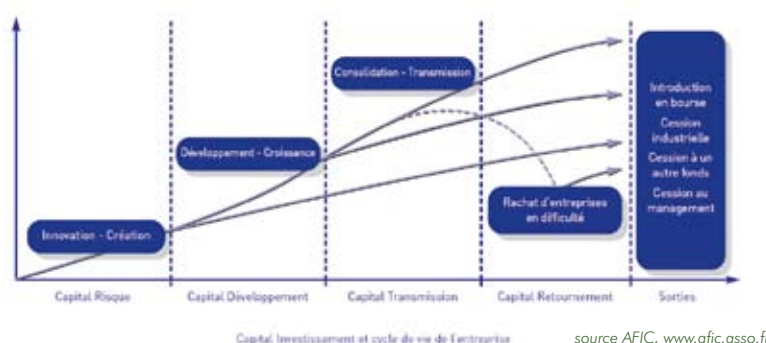 Consolidation - Transmission
Développement - Croissance
Innovation - Création
Rachat d'entreprises
en difficulté
Introduction
en bourse
Cession
industrielle
Cession à un
autre fonds
Cession au
management
Capital Risque
Capital Développement
Capital Transmission
Capital Retournement
Sorties
Capital Investissement et cycle de vie de l'entreprise
source AFIC, www.afic.asso.fr